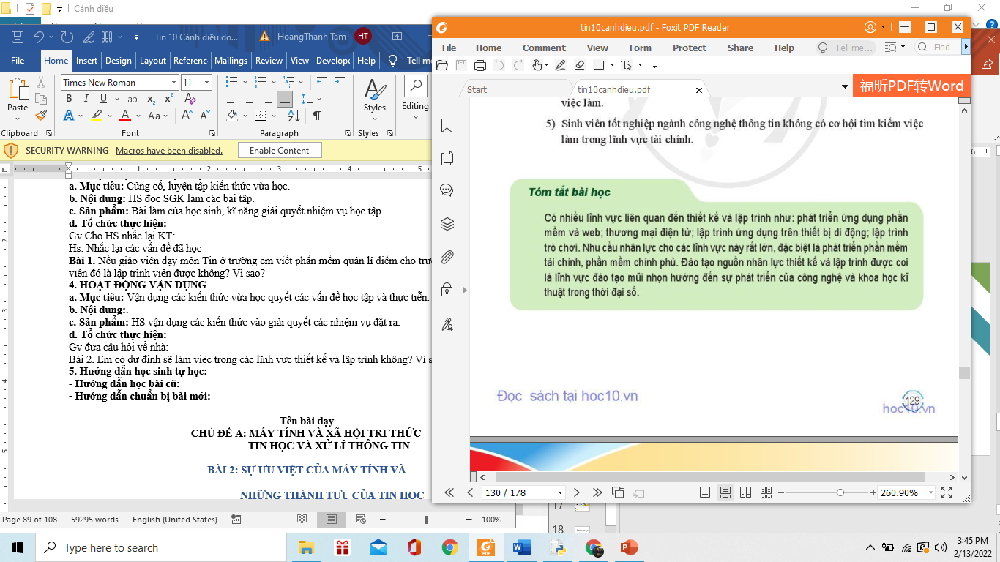 Cánh diều
File
Tin 10 Cánh diều.do...
HoangThanh Tam
HT
File Home Insert Design Layout Referenc Mailings Review View Develope Help Tell me
Times New Roman 11
Paste
B I U ab x₂ x²
A Aa A A
Styles
Editing
Clipboard Font Paragraph Styles
SECURITY WARNING Macros have been disabled. Enable Content
1 2 3 4 5
a. Mục tiêu: Củng cố, luyện tập kiến thức vừa học.
b. Nội dung: HS đọc SGK làm các bài tập.
c. Sản phẩm: Bài làm của học sinh, kĩ năng giải quyết nhiệm vụ học tập.
d. Tổ chức thực hiện:
Gv Cho HS nhắc lại KT:
Hs: Nhắc lại các vấn đề đã học
Bài 1. Nếu giáo viên dạy môn Tin ở trường em viết phần mềm quản lí điểm cho trư
viên đó là lập trình viên được không? Vì sao?
4. HOẠT ĐỘNG VẬN DỤNG
a. Mục tiêu: Vận dụng các kiến thức vừa học quyết các vấn đề học tập và thực tiễn.
b. Nội dung:.
c. Sản phẩm: HS vận dụng các kiến thức vào giải quyết các nhiệm vụ đặt ra.
d. Tổ chức thực hiện:
Gv đưa câu hỏi về nhà:
Bài 2. Em có dự định sẽ làm việc trong các lĩnh vực thiết kế và lập trình không? Vì s
5. Hướng dẫn học sinh tự học:
- Hướng dẫn học bài cũ:
- Hướng dẫn chuẩn bị bài mới:
Tên bài dạy
CHỦ ĐỀ A: MÁY TÍNH VÀ XÃ HỘI TRI THỨC
TIN HỌC VÀ XỬ LÍ THÔNG TIN
BÀI 2: SỰ ƯU VIỆT CỦA MÁY TÍNH VÀ
NHỮNG THÀNH TỰU CỦA TIN HỌC
Page 89 of 108 59295 words English (United States) 100%
tin10canhdieu.pdf - Foxit PDF Reader
File Home Comment View Form Protect Share Help Tell me... Find
Start tin10canhdieu.pdf
福昕PDF转Word
việc làm.
5) Sinh viên tốt nghiệp ngành công nghệ thông tin không có cơ hội tìm kiếm việc
làm trong lĩnh vực tài chính.
Tóm tắt bài học
Có nhiều lĩnh vực liên quan đến thiết kế và lập trình như: phát triển ứng dụng phần
mềm và web; thương mại điện tử; lập trình ứng dụng trên thiết bị di động; lập trình
trò chơi. Nhu cầu nhân lực cho các lĩnh vực này rất lớn, đặc biệt là phát triển phần mềm
tài chính, phần mềm chính phủ. Đào tạo nguồn nhân lực thiết kế và lập trình được coi
là lĩnh vực đào tạo mũi nhọn hướng đến sự phát triển của công nghệ và khoa học kĩ
thuật trong thời đại số.
Đọc sách tại hoc10.vn
129
hoc10.vn
130 / 178
260.90%
6
17
18
Type here to search
3:45 PM
2/13/2022